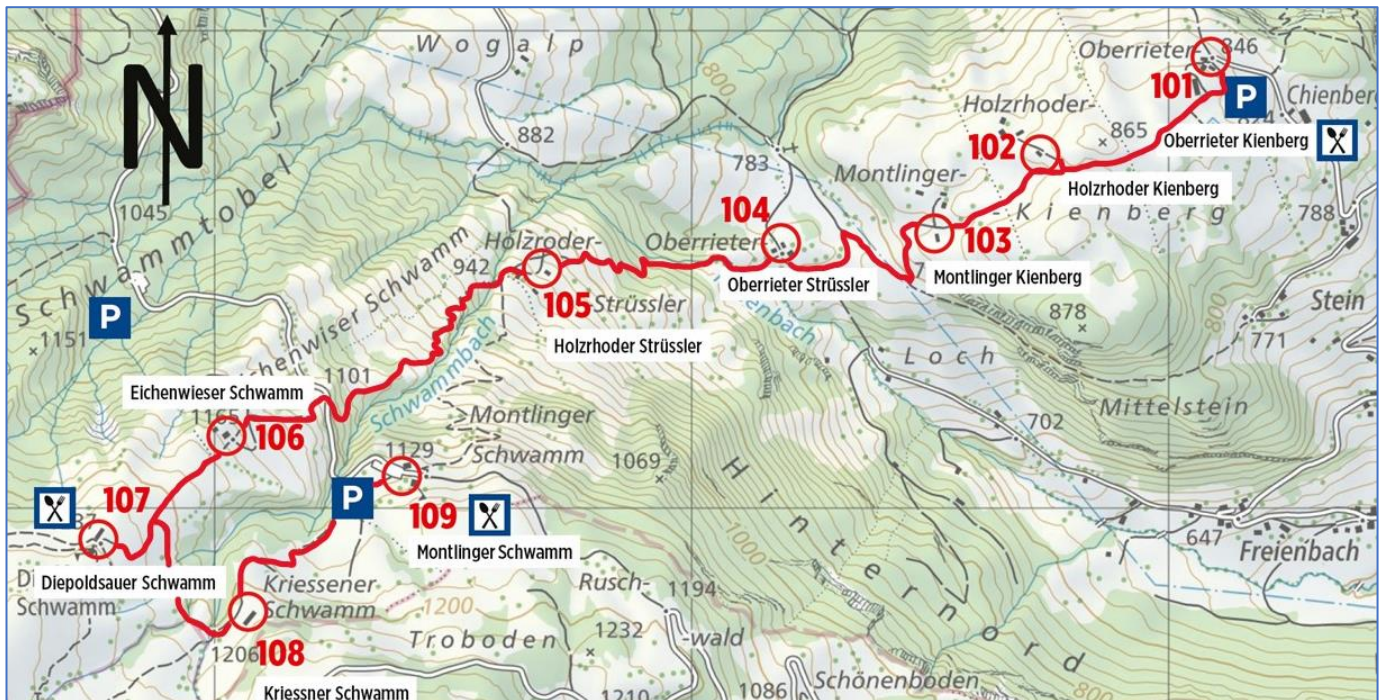 Wogalp
Oberrieter-
846
101
P
Chienberg
Holzrhoder-
1045
882
783
102
865
Oberrieter Kienberg
N
Montlinger-
Holzrhoder Kienberg
104
Kienberg
788
Schwammtobel
Holzroder-
Oberrieter-
103
942
Oberrieter Strüssler
Montlinger Kienberg
105
Strüssler
878
Stein
P
1151
Holzrhoder Strüssler
771
Loch
800
1101
Schwammbach
Eichenwieser Schwamm
Mittelstein
1165
106
Montlinger
Schwamm
702
1129
1069
Hinternord
107
P
109
647
Montlinger Schwamm
1000
Freienbach
Diepoldsauer Schwamm
Schwamm
Kriessener
Schwamm
Rusch-
1194
1200
Troboden
1232
-wald
1206
108
Schönenboden
Kriessner Schwamm
1210
1086
800